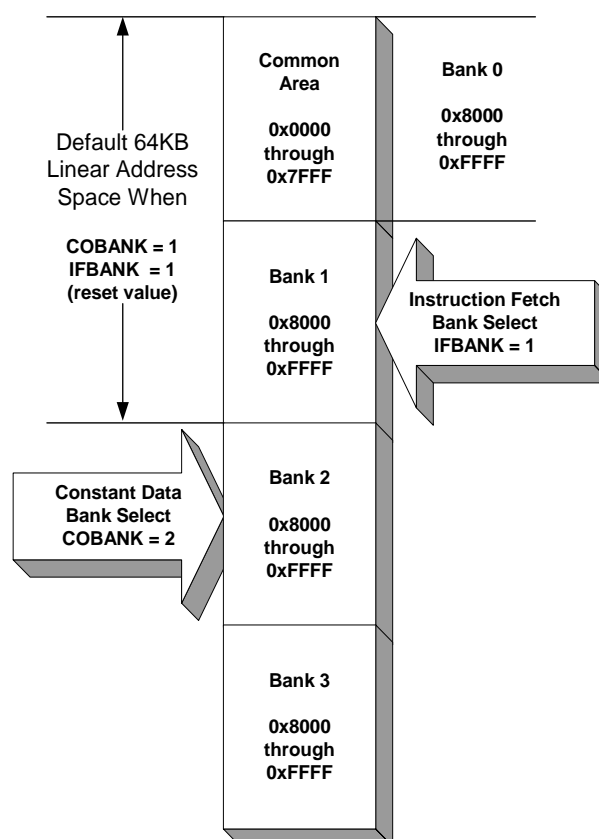 Common
Area
0x0000
through
0x7FFF
Bank 0
0x8000
through
0xFFFF
Default 64KB
Linear Address
Space When
COBANK = 1
IFBANK = 1
(reset value)
Bank 1
0x8000
through
0xFFFF
Instruction Fetch
Bank Select
IFBANK = 1
Constant Data
Bank Select
COBANK = 2
Bank 2
0x8000
through
0xFFFF
Bank 3
0x8000
through
0xFFFF